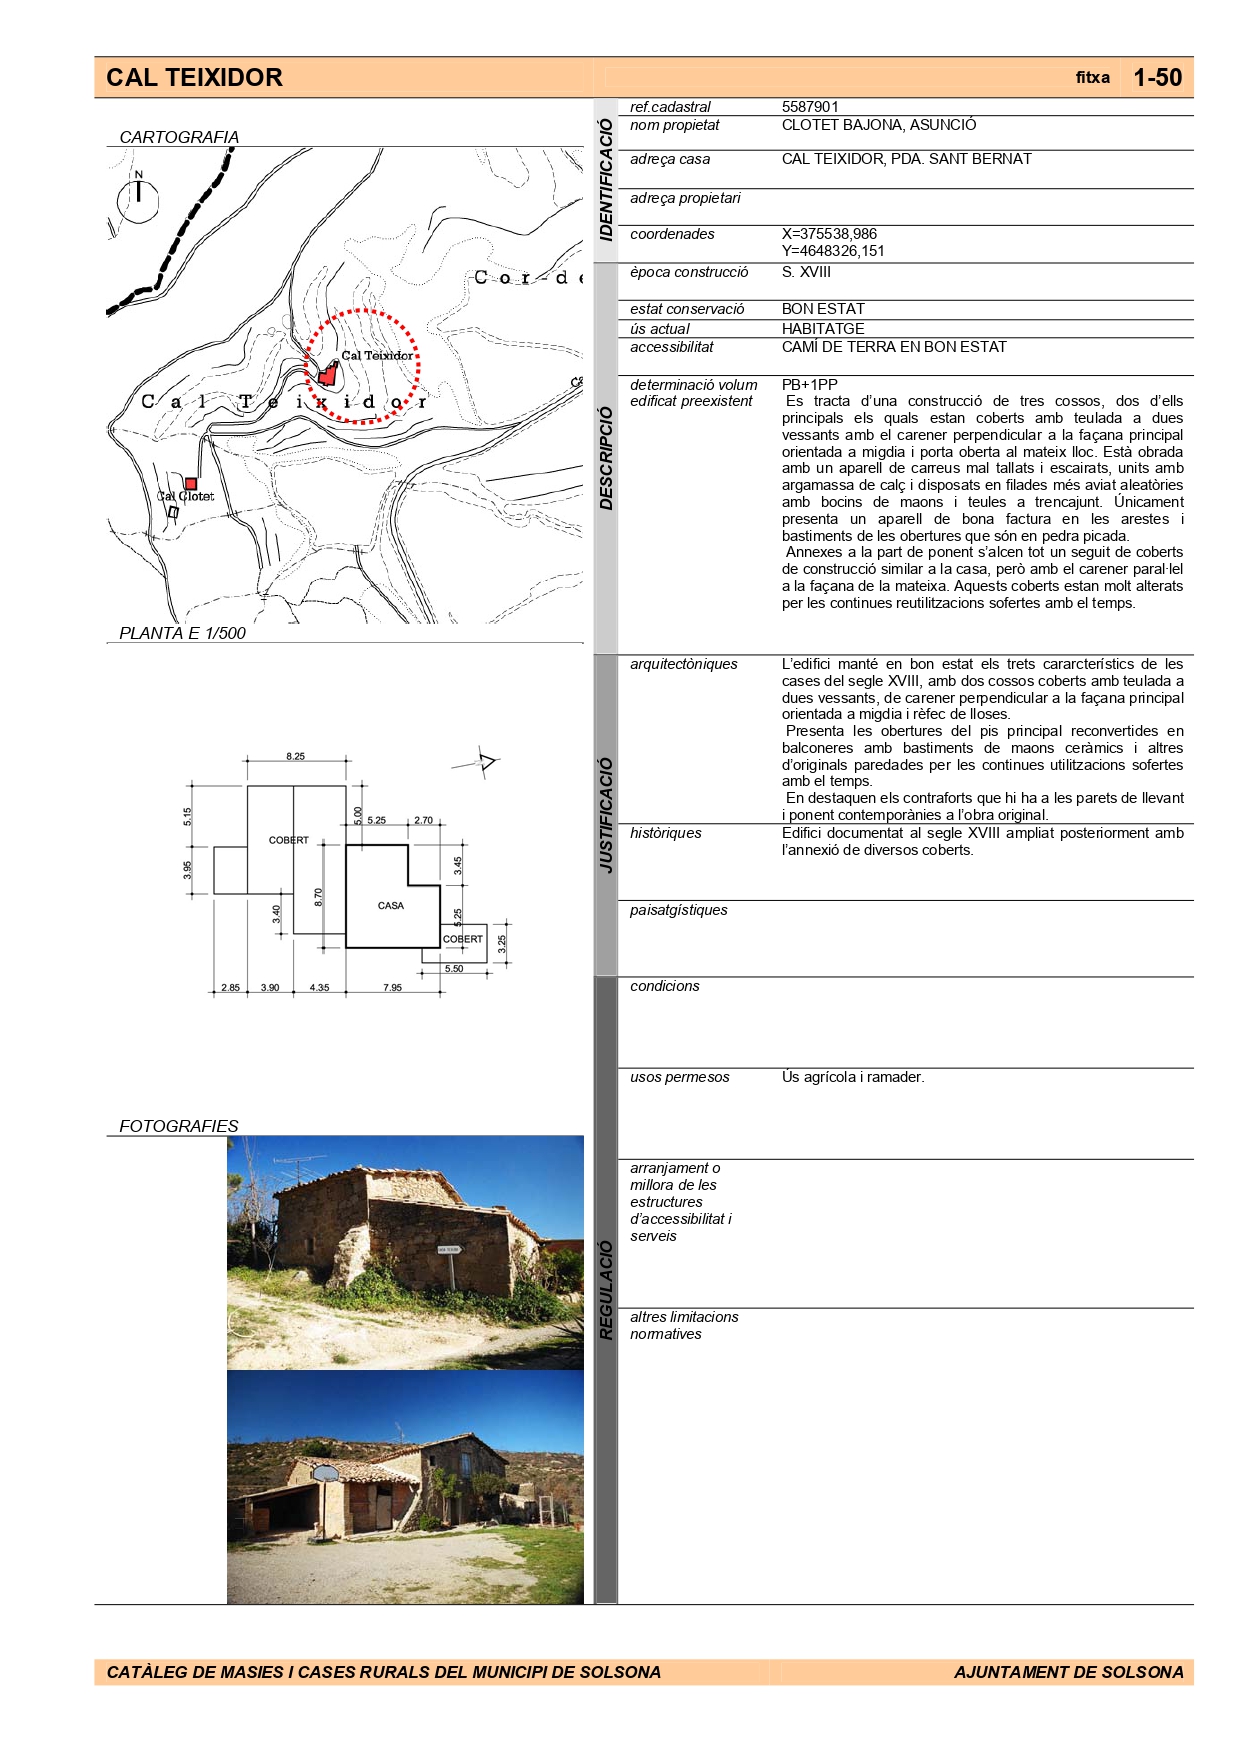 CAL TEIXIDOR
fitxa 1-50
CARTOGRAFIA
N
Cor-de
Cal Teixidor
Cal Teixidor
Cal Clotet
PLANTA E 1/500
8.25
5.15
3.95
COBERT
5.00
5.25
2.70
3.45
8.70
CASA
3.40
5.25
COBERT
3.25
5.50
2.85
3.90
4.35
7.95
FOTOGRAFIES
IDENTIFICACIÓ
ref.cadastral 5587901
nom propietat CLOTET BAJONA, ASUNCIÓ
adreça casa CAL TEIXIDOR, PDA. SANT BERNAT
adreça propietari
coordenades X=375538,986
Y=4648326,151
DESCRIPCIÓ
època construcció S. XVIII
estat conservació BON ESTAT
ús actual HABITATGE
accessibilitat CAMÍ DE TERRA EN BON ESTAT
determinació volum PB+1PP
edificat preexistent Es tracta d’una construcció de tres cossos, dos d’ells
principals els quals estan coberts amb teulada a dues
vessants amb el carener perpendicular a la façana principal
orientada a migdia i porta oberta al mateix lloc. Està obrada
amb un aparell de carreus mal tallats i escairats, units amb
argamassa de calç i disposats en filades més aviat aleatòries
amb bocins de maons i teules a trencajunt. Únicament
presenta un aparell de bona factura en les arestes i
bastiments de les obertures que són en pedra picada.
Annexes a la part de ponent s’alcen tot un seguit de coberts
de construcció similar a la casa, però amb el carener paral·lel
a la façana de la mateixa. Aquests coberts estan molt alterats
per les continues reutilitzacions sofertes amb el temps.
JUSTIFICACIÓ
arquitectòniques L’edifici manté en bon estat els trets cararcterístics de les
cases del segle XVIII, amb dos cossos coberts amb teulada a
dues vessants, de carener perpendicular a la façana principal
orientada a migdia i ràfec de lloses.
Presenta les obertures del pis principal reconvertides en
balconeres amb bastiments de maons ceràmics i altres
d’originals paredades per les continues utilitzacions sofertes
amb el temps.
En destaquen els contraforts que hi ha a les parets de llevant
i ponent contemporànies a l’obra original.
històriques Edifici documentat al segle XVIII ampliat posteriorment amb
l’annexió de diversos coberts.
paisatgístiques
REGULACIÓ
condicions
usos permesos Ús agrícola i ramader.
arranjament o
millora de les
estructures
d’accessibilitat i
serveis
altres limitacions
normatives
CATÀLEG DE MASIES I CASES RURALS DEL MUNICIPI DE SOLSONA
AJUNTAMENT DE SOLSONA